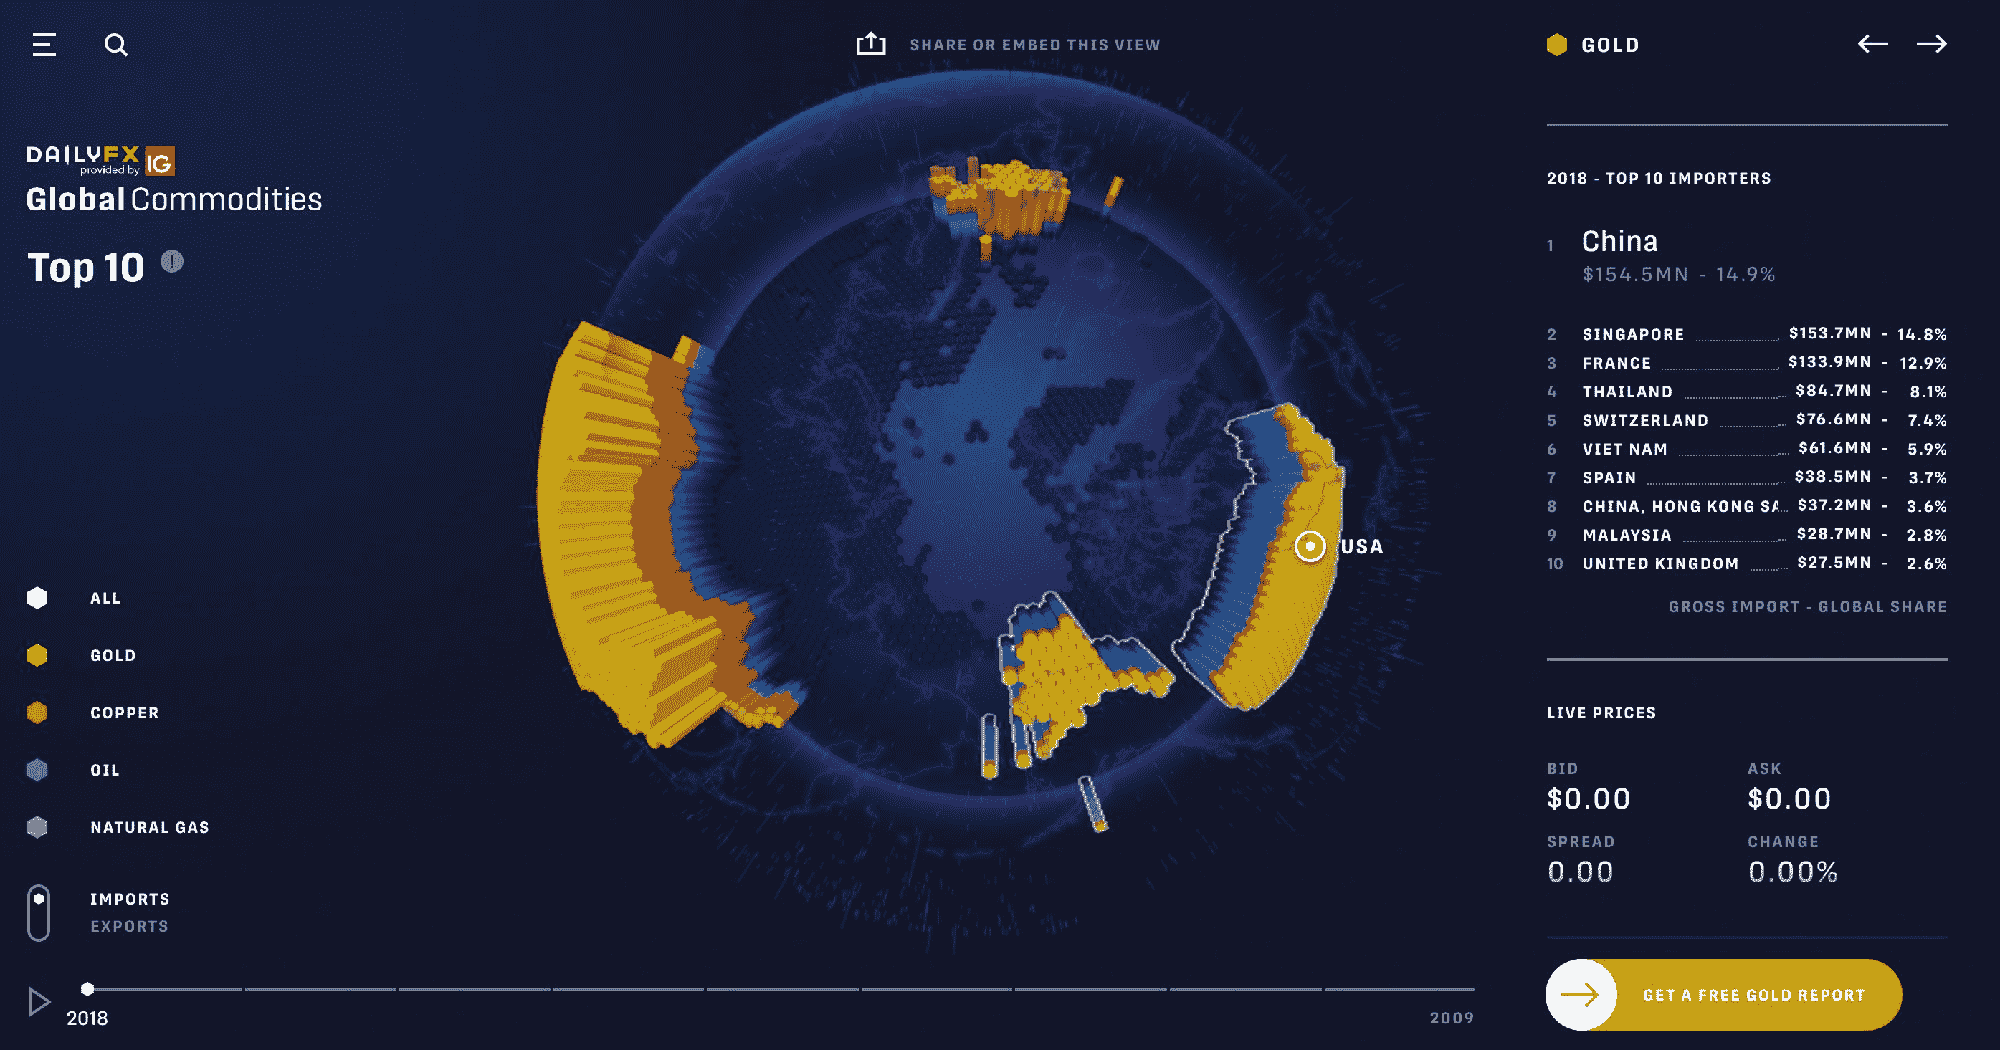 SHARE OR EMBED THIS VIEW
DAILYFX
provided by IG
Global Commodities
Top 10
ALL
GOLD
COPPER
OIL
NATURAL GAS
IMPORTS
EXPORTS
2018
2009
USA
GOLD
2018 - TOP 10 IMPORTERS
1 China
$154.5MN - 14.9%
2 SINGAPORE $153.7MN - 14.8%
3 FRANCE $133.9MN - 12.9%
4 THAILAND $84.7MN - 8.1%
5 SWITZERLAND $76.6MN - 7.4%
6 VIET NAM $61.6MN - 5.9%
7 SPAIN $38.5MN - 3.7%
8 CHINA, HONG KONG SA... $37.2MN - 3.6%
9 MALAYSIA $28.7MN - 2.8%
10 UNITED KINGDOM $27.5MN - 2.6%
GROSS IMPORT - GLOBAL SHARE
LIVE PRICES
BID ASK
$0.00 $0.00
SPREAD CHANGE
0.00 0.00%
GET A FREE GOLD REPORT